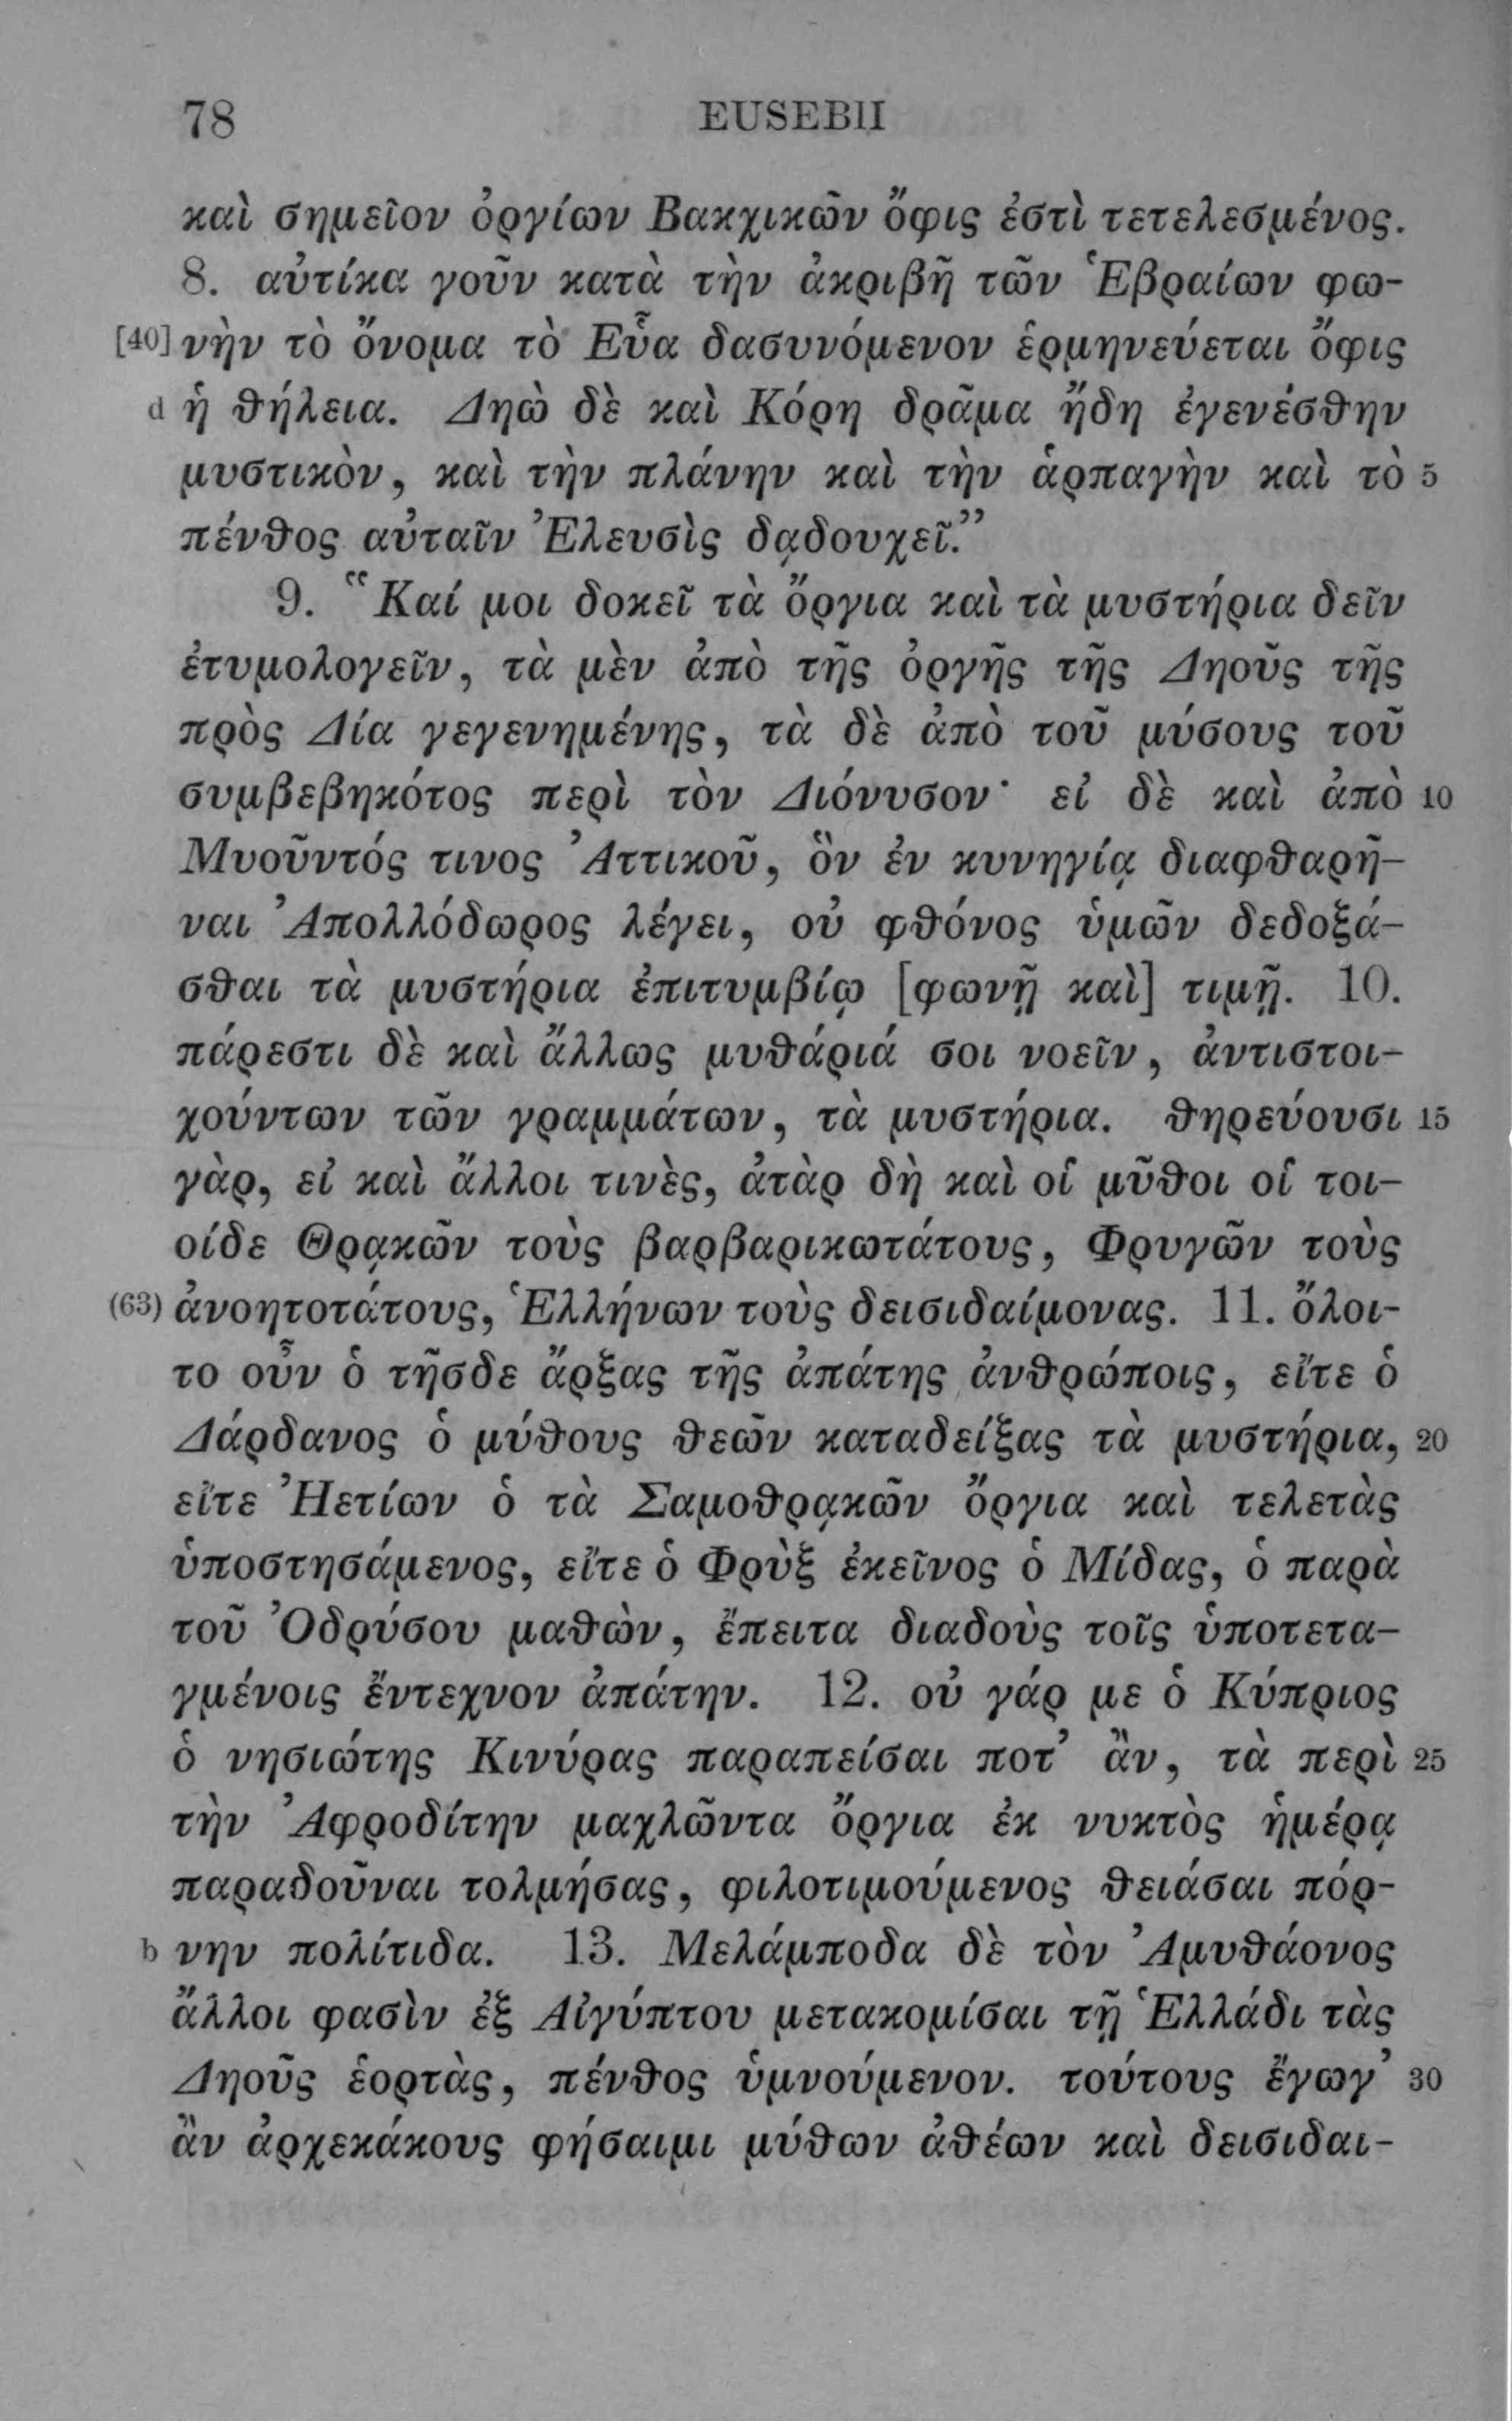 78 EUSEBII
καὶ σημεῖον ὀργίων Βακχικῶν ὄφις ἐστὶ τετελεσμένος.
8. αὐτίκα γοῦν κατὰ τὴν ἀκριβῆ τῶν Ἑβραίων φω-
[40] νὴν τὸ ὄνομα τὸ Εὖα δασυνόμενον ἑρμηνεύεται ὄφις
d ἡ θήλεια. Δηὼ δὲ καὶ Κόρη δρᾶμα ἤδη ἐγενέσθην
μυστικὸν, καὶ τὴν πλάνην καὶ τὴν ἁρπαγὴν καὶ τὸ 5
πένθος αὐταῖν Ἐλευσὶς δᾳδουχεῖ.”
9. “Καί μοι δοκεῖ τὰ ὄργια καὶ τὰ μυστήρια δεῖν
ἐτυμολογεῖν, τὰ μὲν ἀπὸ τῆς ὀργῆς τῆς Δηοῦς τῆς
πρὸς Δία γεγενημένης, τὰ δὲ ἀπὸ τοῦ μύσους τοῦ
συμβεβηκότος περὶ τὸν Διόνυσον· εἰ δὲ καὶ ἀπὸ 10
Μυοῦντός τινος Ἀττικοῦ, ὃν ἐν κυνηγίᾳ διαφθαρῆ-
ναι Ἀπολλόδωρος λέγει, οὐ φθόνος ὑμῶν δεδοξά-
σθαι τὰ μυστήρια ἐπιτυμβίῳ [φωνῇ καὶ] τιμῇ. 10.
πάρεστι δὲ καὶ ἄλλως μυθάριά σοι νοεῖν, ἀντιστοι-
χούντων τῶν γραμμάτων, τὰ μυστήρια. θηρεύουσι 15
γὰρ, εἰ καὶ ἄλλοι τινὲς, ἀτὰρ δὴ καὶ οἱ μῦθοι οἱ τοι-
οίδε Θρᾳκῶν τοὺς βαρβαρικωτάτους, Φρυγῶν τοὺς
(63) ἀνοητοτάτους, Ἑλλήνων τοὺς δεισιδαίμονας. 11. ὄλοι-
το οὖν ὁ τῆσδε ἄρξας τῆς ἀπάτης ἀνθρώποις, εἴτε ὁ
Δάρδανος ὁ μύθους θεῶν καταδείξας τὰ μυστήρια, 20
εἴτε Ἠετίων ὁ τὰ Σαμοθρᾳκῶν ὄργια καὶ τελετὰς
ὑποστησάμενος, εἴτε ὁ Φρὺξ ἐκεῖνος ὁ Μίδας, ὁ παρὰ
τοῦ Ὀδρύσου μαθὼν, ἔπειτα διαδοὺς τοῖς ὑποτετα-
γμένοις ἔντεχνον ἀπάτην. 12. οὐ γάρ με ὁ Κύπριος
ὁ νησιώτης Κινύρας παραπείσαι ποτ’ ἂν, τὰ περὶ 25
τὴν Ἀφροδίτην μαχλῶντα ὄργια ἐκ νυκτὸς ἡμέρᾳ
παραδοῦναι τολμήσας, φιλοτιμούμενος θειάσαι πόρ-
b νην πολίτιδα. 13. Μελάμποδα δὲ τὸν Ἀμυθάονος
ἄλλοι φασὶν ἐξ Αἰγύπτου μετακομίσαι τῇ Ἑλλάδι τὰς
Δηοῦς ἑορτὰς, πένθος ὑμνούμενον. τούτους ἔγωγ’ 30
ἂν ἀρχεκάκους φήσαιμι μύθων ἀθέων καὶ δεισιδαι-